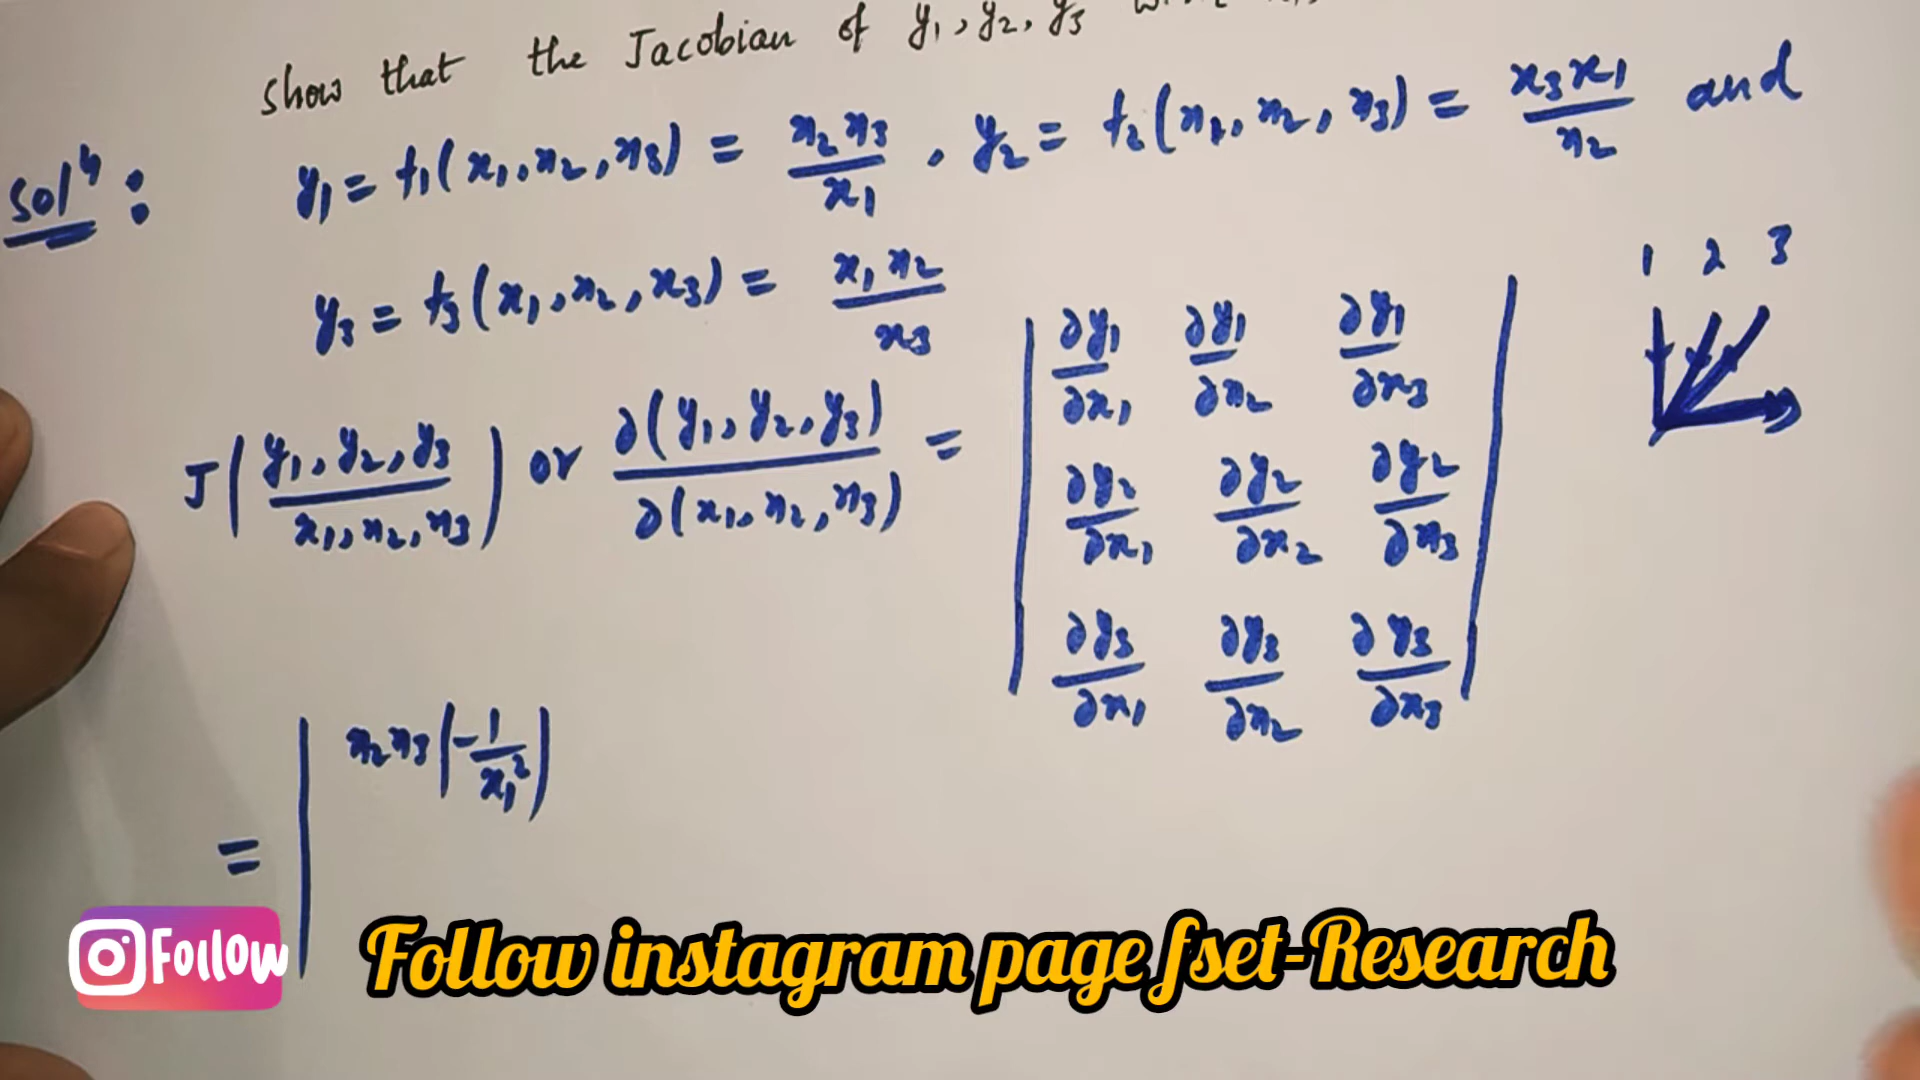 show that the Jacobian of y₁, y₂, y₃
Solⁿ : y₁ = f₁(x₁, x₂, x₃) = x₂x₃/x₁ , y₂ = f₂(x₁, x₂, x₃) = x₃x₁/x₂ and
y₃ = f₃(x₁, x₂, x₃) = x₁x₂/x₃
1 2 3
J(y₁, y₂, y₃/x₁, x₂, x₃) or ∂(y₁, y₂, y₃)/∂(x₁, x₂, x₃) = | ∂y₁/∂x₁ ∂y₁/∂x₂ ∂y₁/∂x₃ |
| ∂y₂/∂x₁ ∂y₂/∂x₂ ∂y₂/∂x₃ |
| ∂y₃/∂x₁ ∂y₃/∂x₂ ∂y₃/∂x₃ |
= | x₂x₃(-1/x₁²)
Follow Follow instagram page fset-Research